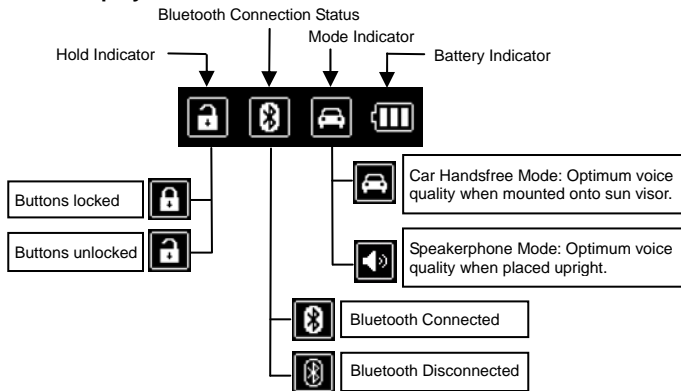 Bluetooth Connection Status
Mode Indicator
Hold Indicator
Battery Indicator
Car Handsfree Mode: Optimum voice
quality when mounted onto sun visor.
Buttons locked
Buttons unlocked
Speakerphone Mode: Optimum voice
quality when placed upright.
Bluetooth Connected
Bluetooth Disconnected